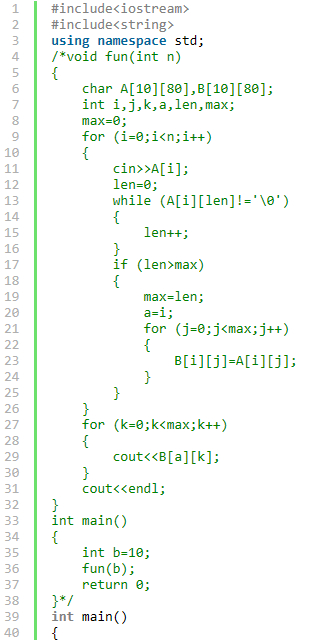 1 #include<iostream>
2 #include<string>
3 using namespace std;
4 /*void fun(int n)
5 {
6     char A[10][80],B[10][80];
7     int i,j,k,a,len,max;
8     max=0;
9     for (i=0;i<n;i++)
10     {
11         cin>>A[i];
12         len=0;
13         while (A[i][len]!='\0')
14         {
15             len++;
16         }
17         if (len>max)
18         {
19             max=len;
20             a=i;
21             for (j=0;j<max;j++)
22             {
23                 B[i][j]=A[i][j];
24             }
25         }
26     }
27     for (k=0;k<max;k++)
28     {
29         cout<<B[a][k];
30     }
31     cout<<endl;
32 }
33 int main()
34 {
35     int b=10;
36     fun(b);
37     return 0;
38 }*/
39 int main()
40 {